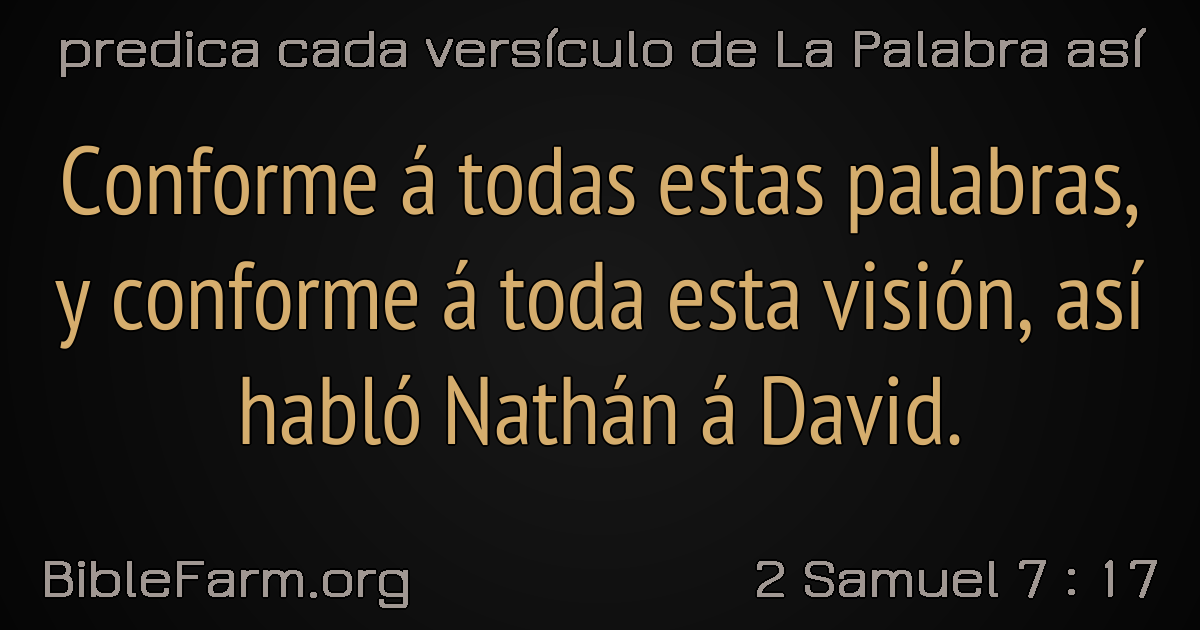 predica cada versículo de La Palabra así
Conforme á todas estas palabras,
y conforme á toda esta visión, así
habló Nathán á David.
BibleFarm.org
2 Samuel 7 : 17